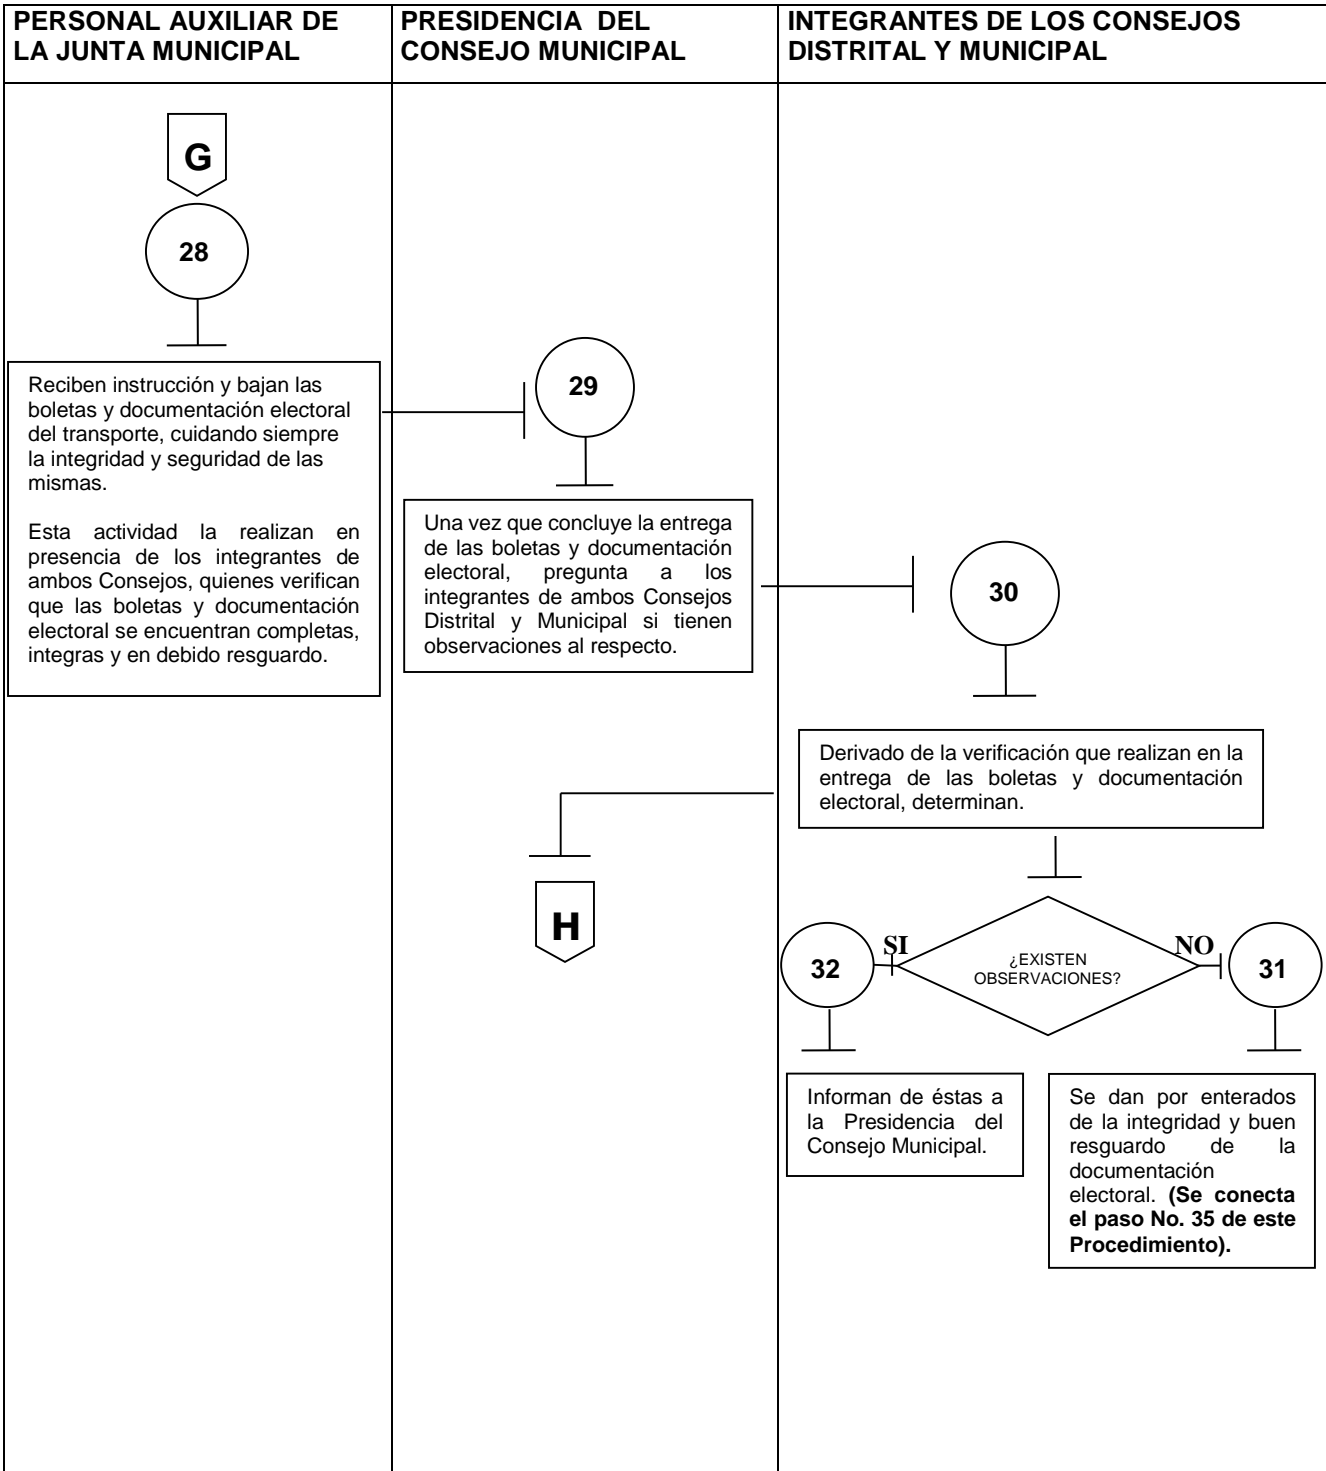 PERSONAL AUXILIAR DE
LA JUNTA MUNICIPAL
PRESIDENCIA DEL
CONSEJO MUNICIPAL
INTEGRANTES DE LOS CONSEJOS
DISTRITAL Y MUNICIPAL
G
28
Reciben instrucción y bajan las
boletas y documentación electoral
del transporte, cuidando siempre
la integridad y seguridad de las
mismas.
Esta actividad la realizan en
presencia de los integrantes de
ambos Consejos, quienes verifican
que las boletas y documentación
electoral se encuentran completas,
integras y en debido resguardo.
29
Una vez que concluye la entrega
de las boletas y documentación
electoral, pregunta a los
integrantes de ambos Consejos
Distrital y Municipal si tienen
observaciones al respecto.
30
Derivado de la verificación que realizan en la
entrega de las boletas y documentación
electoral, determinan.
H
32
SI
¿EXISTEN
OBSERVACIONES?
NO
31
Informan de éstas a
la Presidencia del
Consejo Municipal.
Se dan por enterados
de la integridad y buen
resguardo de la
documentación
electoral. (Se conecta
el paso No. 35 de este
Procedimiento).